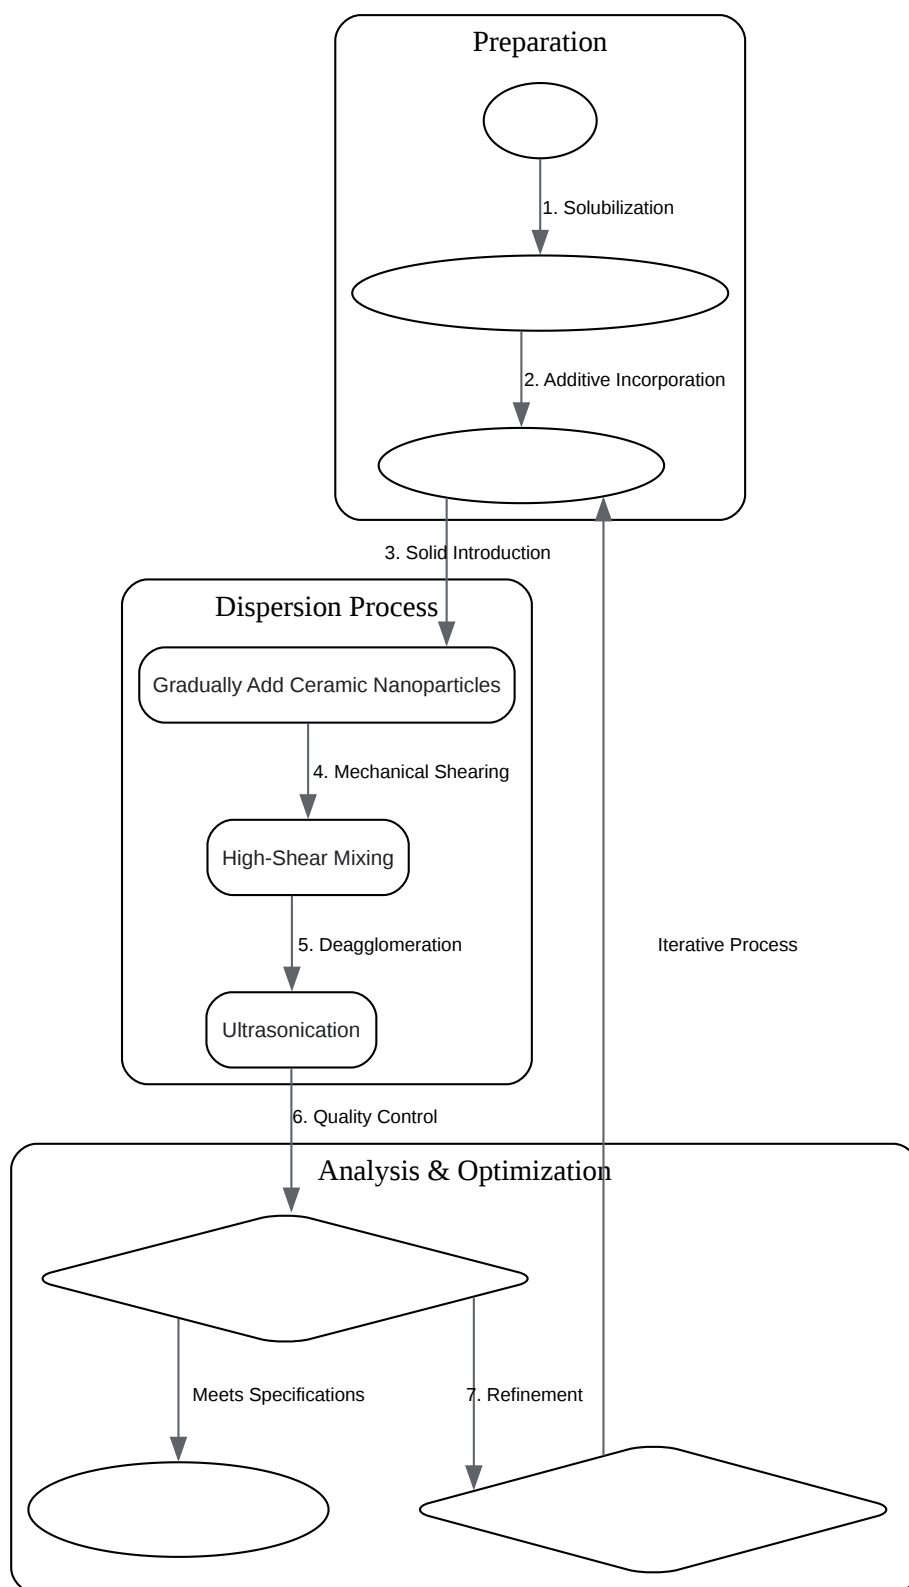 Preparation
1. Solubilization
2. Additive Incorporation
3. Solid Introduction
Dispersion Process
Gradually Add Ceramic Nanoparticles
4. Mechanical Shearing
High-Shear Mixing
5. Deagglomeration
Iterative Process
Ultrasonication
6. Quality Control
Analysis & Optimization
Meets Specifications
7. Refinement